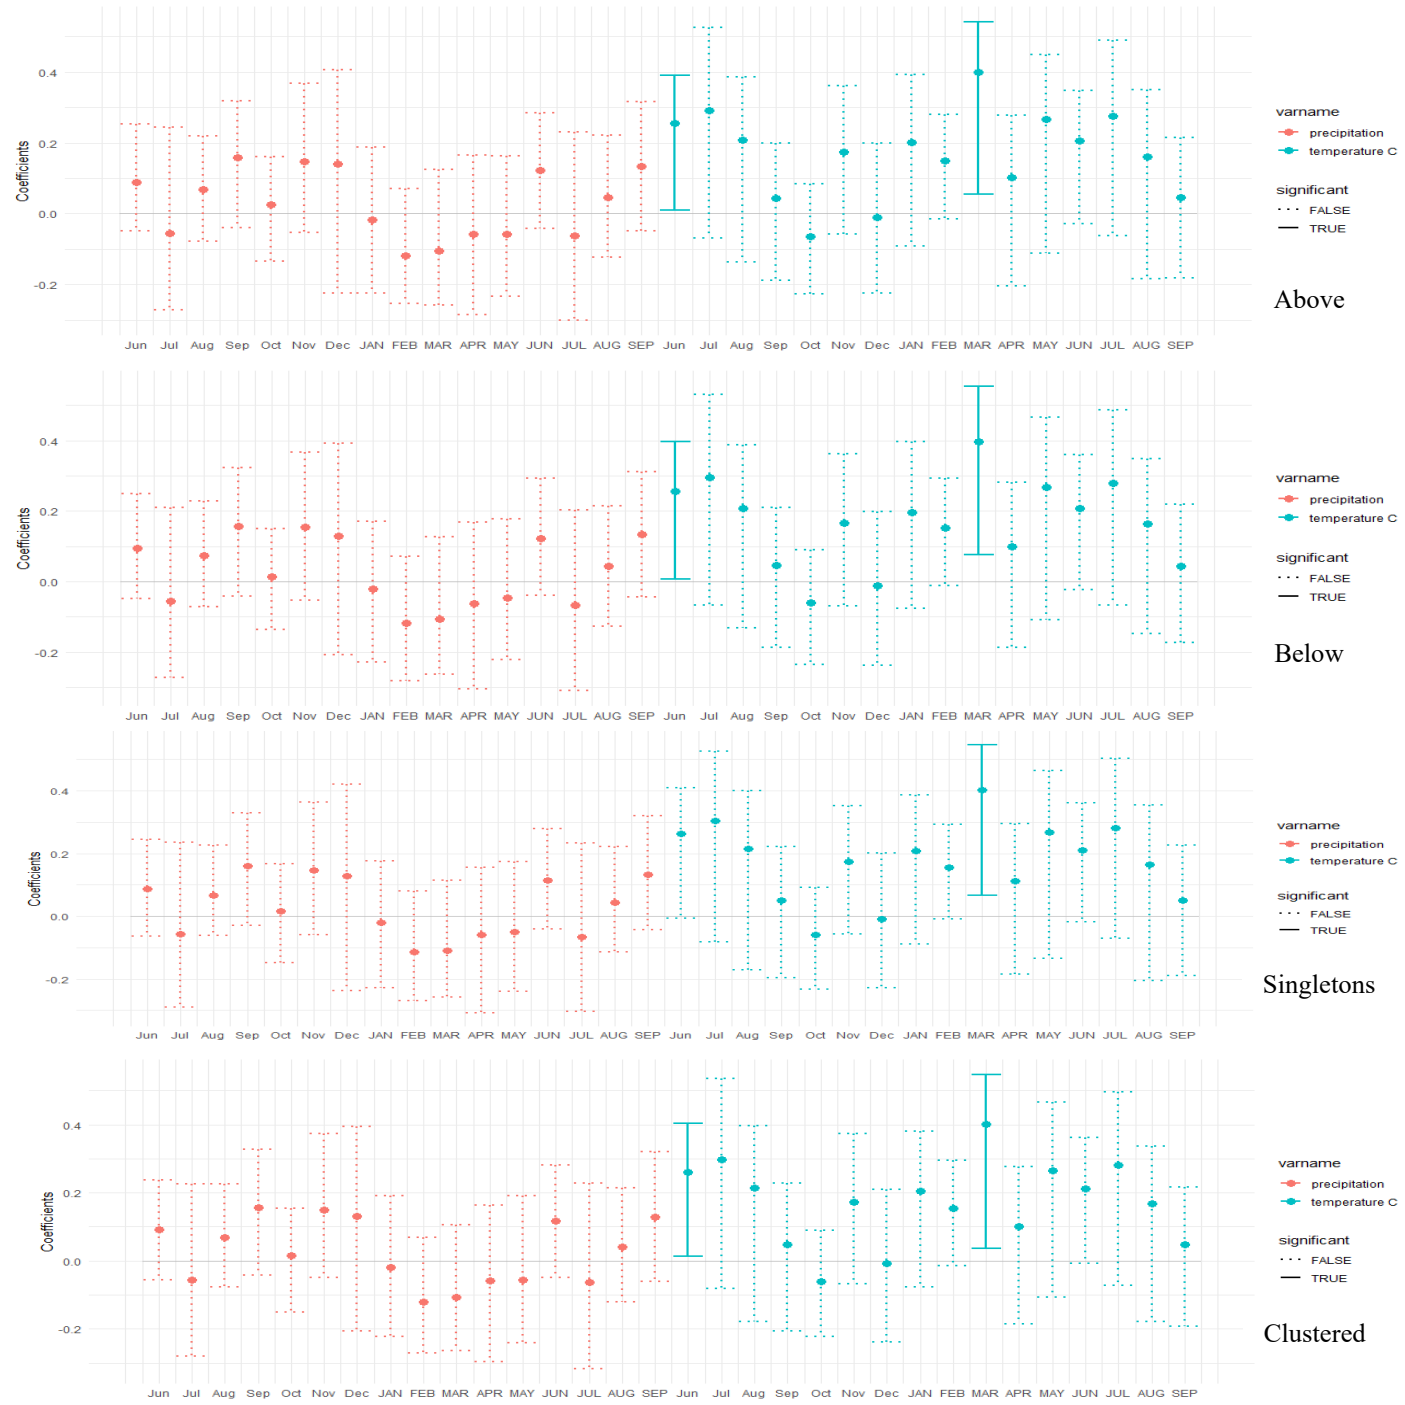 0.4
0.2
0.0
-0.2
Coefficients
Jun Jul Aug Sep Oct Nov Dec JAN FEB MAR APR MAY JUN JUL AUG SEP Jun Jul Aug Sep Oct Nov Dec JAN FEB MAR APR MAY JUN JUL AUG SEP
varname
precipitation
temperature C
significant
FALSE
TRUE
Above
0.4
0.2
0.0
-0.2
Coefficients
Jun Jul Aug Sep Oct Nov Dec JAN FEB MAR APR MAY JUN JUL AUG SEP Jun Jul Aug Sep Oct Nov Dec JAN FEB MAR APR MAY JUN JUL AUG SEP
varname
precipitation
temperature C
significant
FALSE
TRUE
Below
0.4
0.2
0.0
-0.2
Coefficients
Jun Jul Aug Sep Oct Nov Dec JAN FEB MAR APR MAY JUN JUL AUG SEP Jun Jul Aug Sep Oct Nov Dec JAN FEB MAR APR MAY JUN JUL AUG SEP
varname
precipitation
temperature C
significant
FALSE
TRUE
Singletons
0.4
0.2
0.0
-0.2
Coefficients
Jun Jul Aug Sep Oct Nov Dec JAN FEB MAR APR MAY JUN JUL AUG SEP Jun Jul Aug Sep Oct Nov Dec JAN FEB MAR APR MAY JUN JUL AUG SEP
varname
precipitation
temperature C
significant
FALSE
TRUE
Clustered